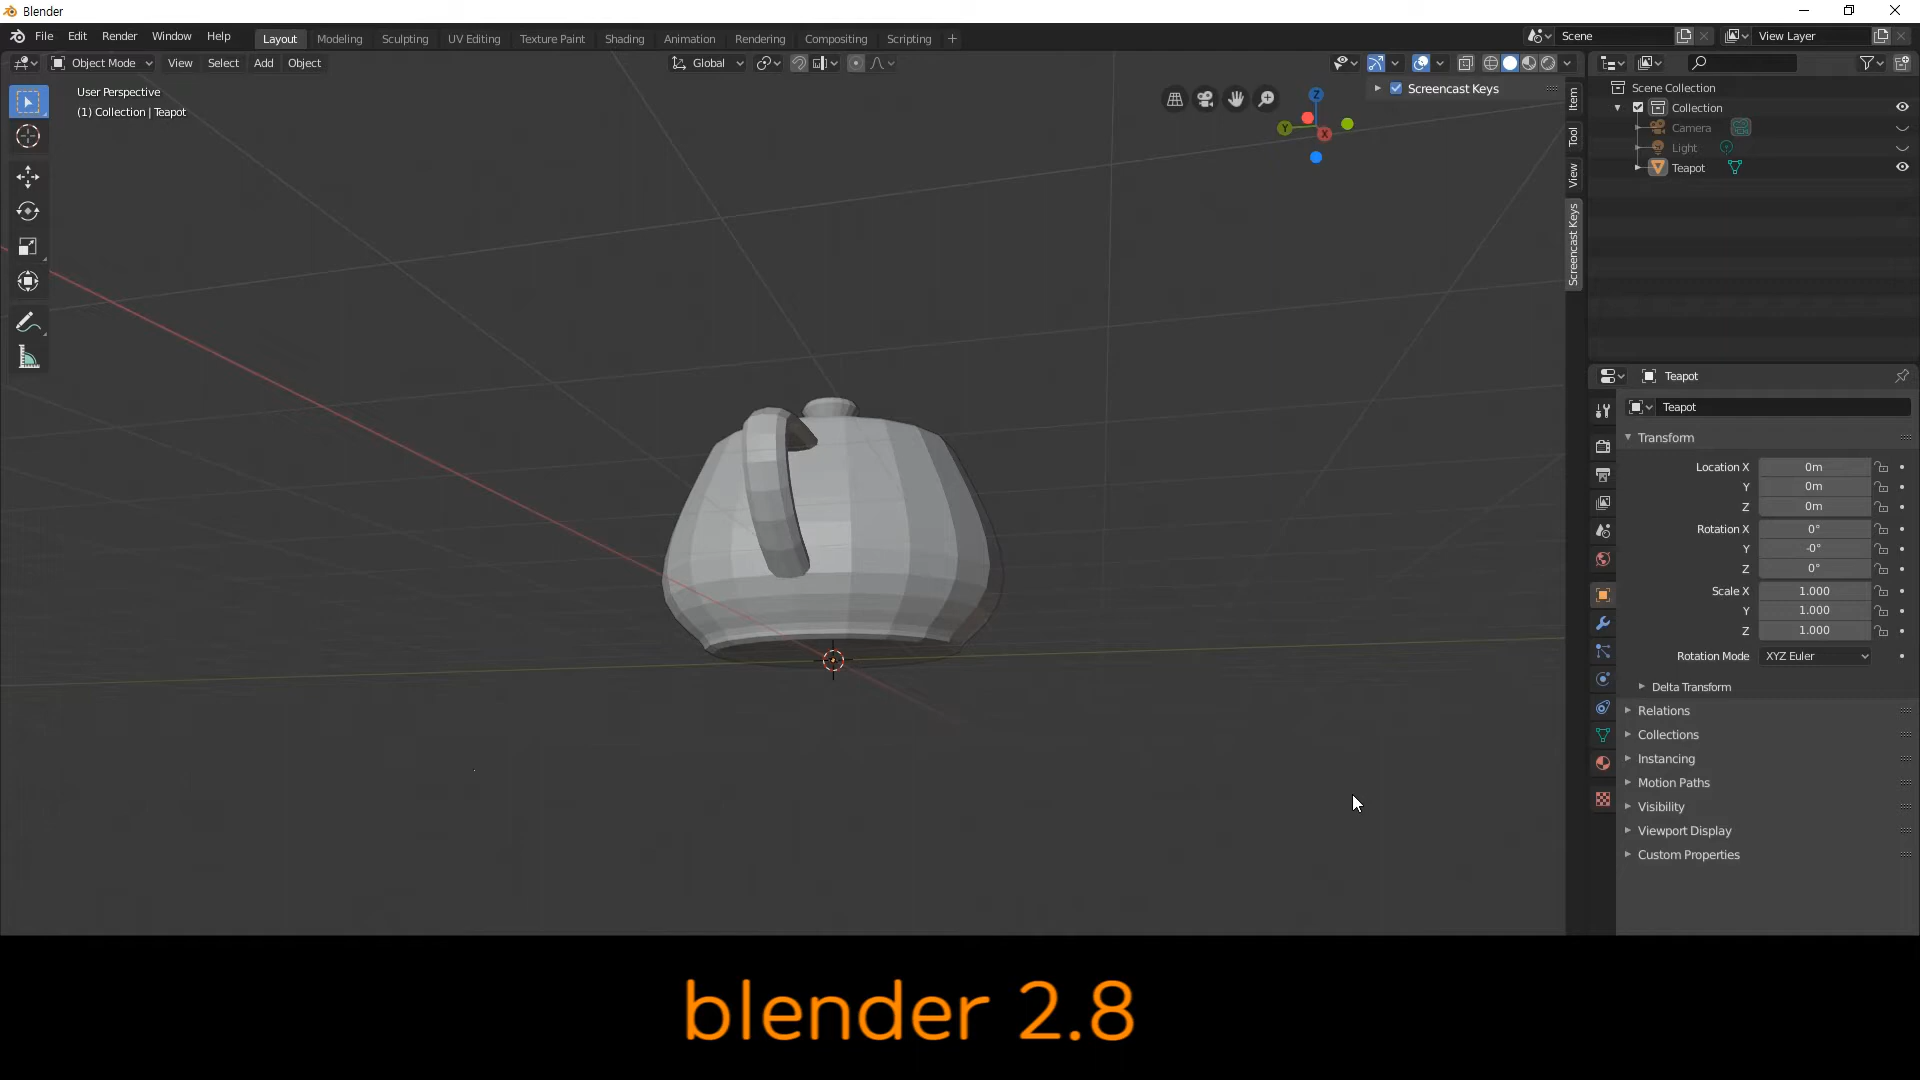 Blender
File Edit Render Window Help
Layout Modeling Sculpting UV Editing Texture Paint Shading Animation Rendering Compositing Scripting +
Scene
View Layer
Object Mode View Select Add Object
Global
User Perspective
(1) Collection | Teapot
Screencast Keys
Z
Y
X
Item
Tool
View
Screencast Keys
Scene Collection
Collection
Camera
Light
Teapot
Teapot
Teapot
Transform
Location X 0m
Y 0m
Z 0m
Rotation X 0°
Y -0°
Z 0°
Scale X 1.000
Y 1.000
Z 1.000
Rotation Mode XYZ Euler
Delta Transform
Relations
Collections
Instancing
Motion Paths
Visibility
Viewport Display
Custom Properties
blender 2.8